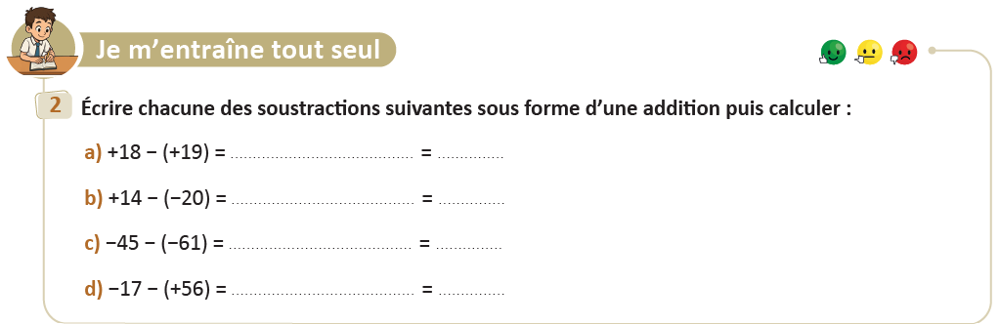 Je m’entraîne tout seul
2 Écrire chacune des soustractions suivantes sous forme d’une addition puis calculer :
a) +18 − (+19) = ........................................ = ...............
b) +14 − (−20) = ........................................ = ...............
c) −45 − (−61) = ........................................ = ...............
d) −17 − (+56) = ........................................ = ...............